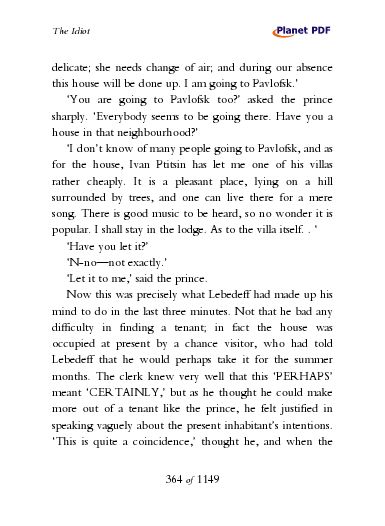 The Idiot
Planet PDF
delicate; she needs change of air; and during our absence
this house will be done up. I am going to Pavlofsk.’
‘You are going to Pavlofsk too?’ asked the prince
sharply. ‘Everybody seems to be going there. Have you a
house in that neighbourhood?’
‘I don’t know of many people going to Pavlofsk, and as
for the house, Ivan Ptitsin has let me one of his villas
rather cheaply. It is a pleasant place, lying on a hill
surrounded by trees, and one can live there for a mere
song. There is good music to be heard, so no wonder it is
popular. I shall stay in the lodge. As to the villa itself. . ‘
‘Have you let it?’
‘N-no—not exactly.’
‘Let it to me,’ said the prince.
Now this was precisely what Lebedeff had made up his
mind to do in the last three minutes. Not that he had any
difficulty in finding a tenant; in fact the house was
occupied at present by a chance visitor, who had told
Lebedeff that he would perhaps take it for the summer
months. The clerk knew very well that this ‘PERHAPS’
meant ‘CERTAINLY,’ but as he thought he could make
more out of a tenant like the prince, he felt justified in
speaking vaguely about the present inhabitant’s intentions.
‘This is quite a coincidence,’ thought he, and when the
364 of 1149